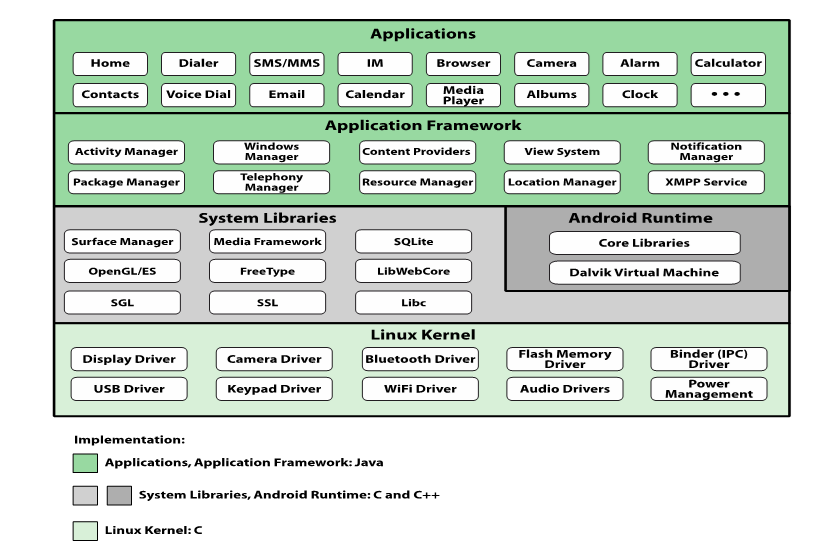 Applications
Home Dialer SMS/MMS IM Browser Camera Alarm Calculator
Contacts Voice Dial Email Calendar Media Player Albums Clock •••
Application Framework
Activity Manager Windows Manager Content Providers View System Notification Manager
Package Manager Telephony Manager Resource Manager Location Manager XMPP Service
System Libraries
Surface Manager Media Framework SQLite
OpenGL/ES FreeType LibWebCore
SGL SSL Libc
Android Runtime
Core Libraries
Dalvik Virtual Machine
Linux Kernel
Display Driver Camera Driver Bluetooth Driver Flash Memory Driver Binder (IPC) Driver
USB Driver Keypad Driver WiFi Driver Audio Drivers Power Management
Implementation:
Applications, Application Framework: Java
System Libraries, Android Runtime: C and C++
Linux Kernel: C